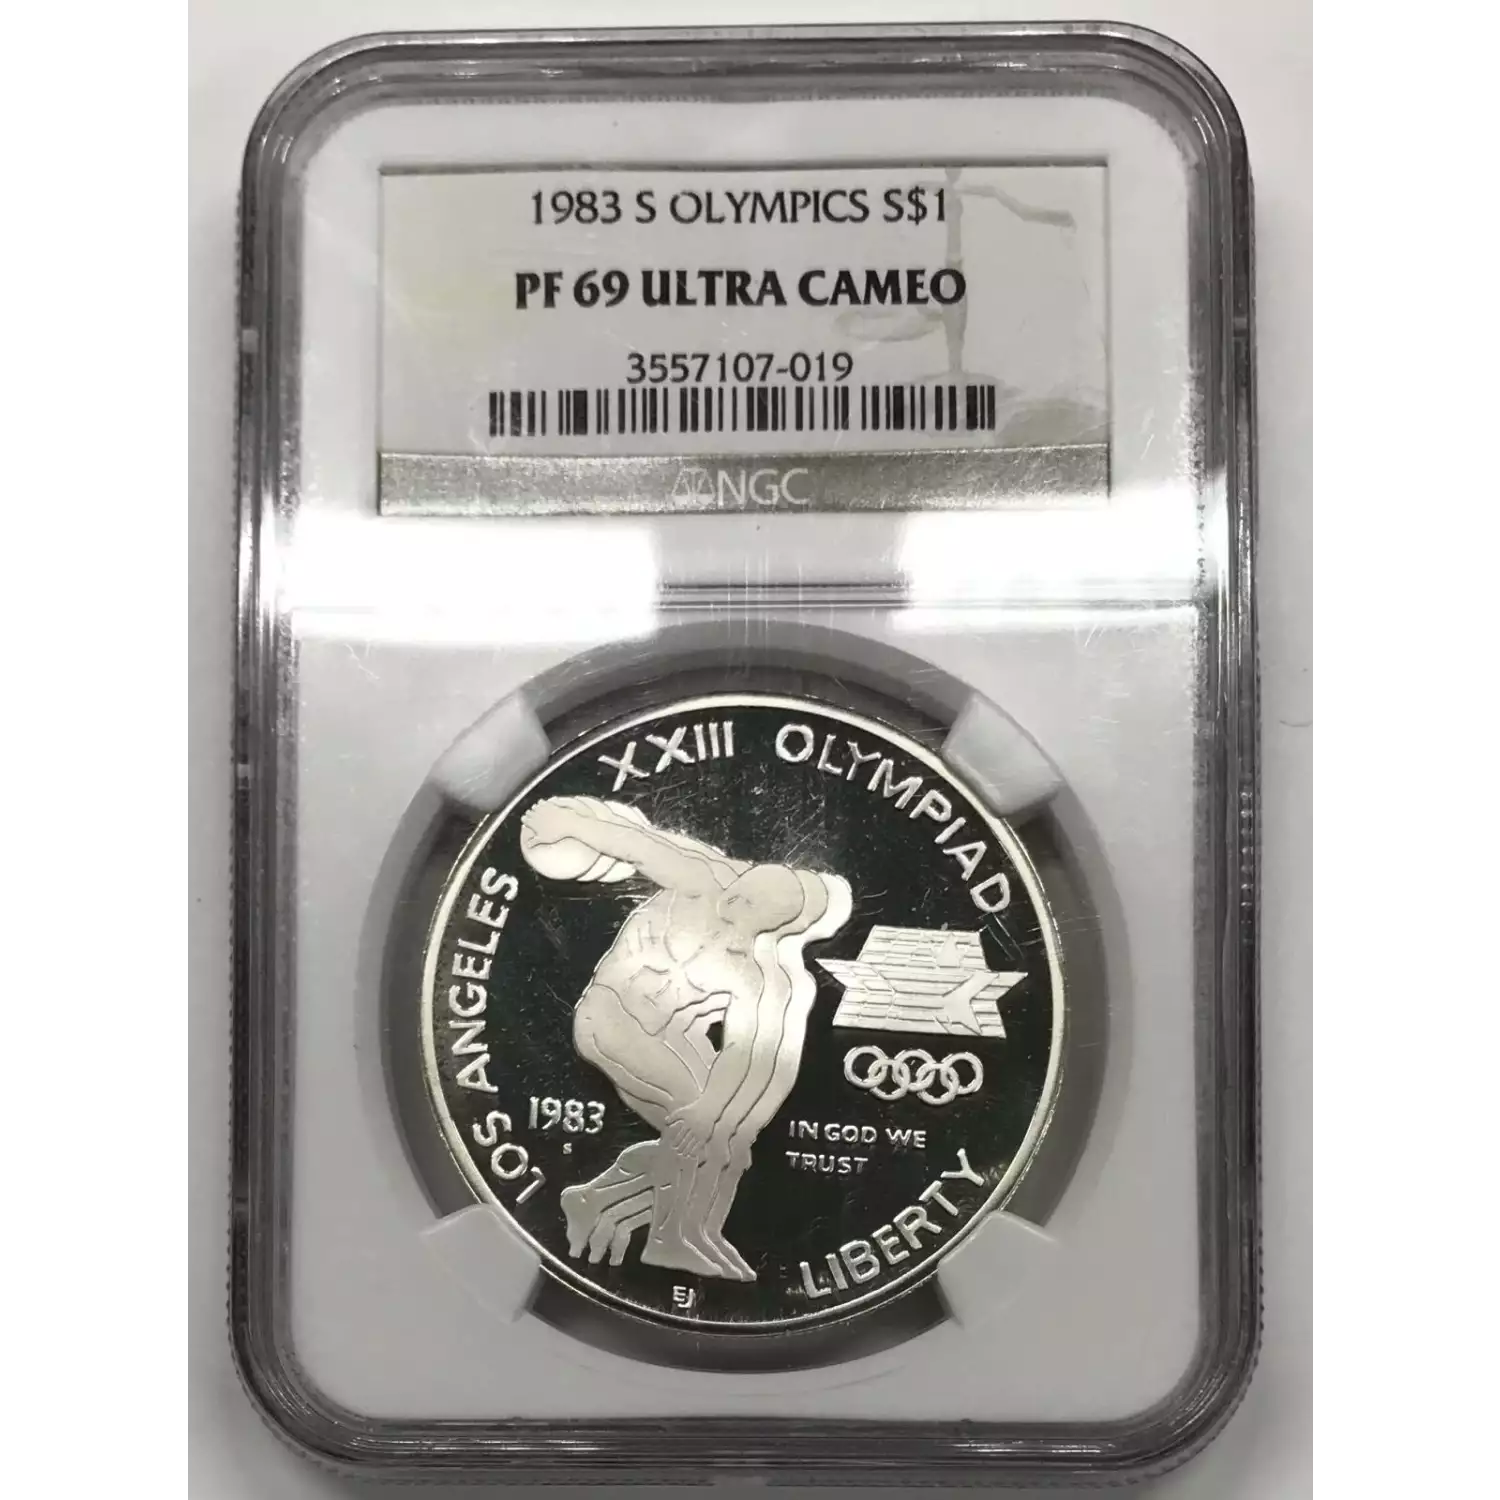 1983 S OLYMPICS S$1
PF 69 ULTRA CAMEO
3557107-019
NGC
XXIII OLYMPIAD
LOS ANGELES
1983
S
IN GOD WE
TRUST
LIBERTY
EJ